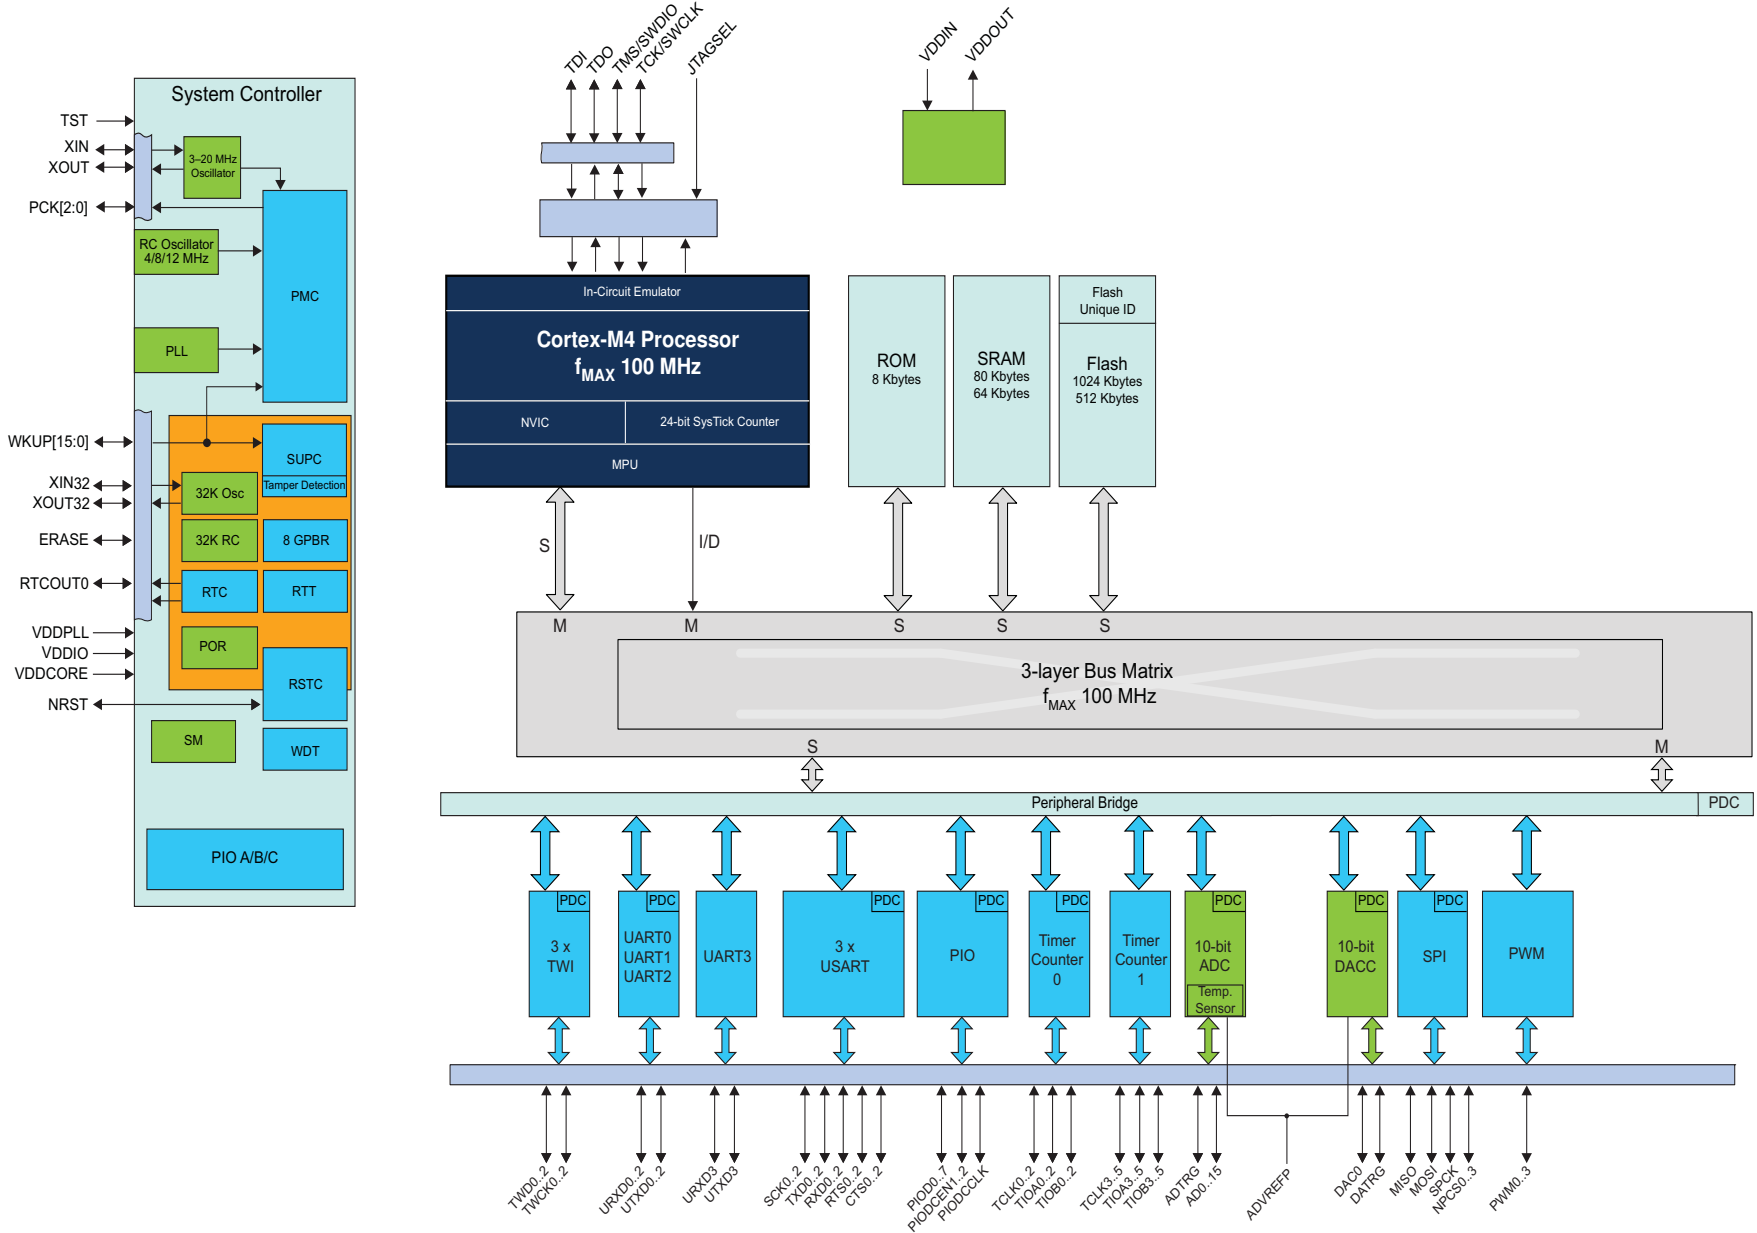 TDI
TDO
TMS/SWDIO
TCK/SWCLK
JTAGSEL
VDDIN
VDDOUT
System Controller
TST
XIN
XOUT
PCK[2:0]
3–20 MHz
Oscillator
RC Oscillator
4/8/12 MHz
PMC
PLL
WKUP[15:0]
SUPC
Tamper Detection
XIN32
XOUT32
32K Osc
ERASE
32K RC
8 GPBR
RTCOUT0
RTC
RTT
VDDPLL
VDDIO
VDDCORE
POR
RSTC
NRST
SM
WDT
PIO A/B/C
In-Circuit Emulator
Cortex-M4 Processor
fMAX 100 MHz
NVIC
24-bit SysTick Counter
MPU
ROM
8 Kbytes
SRAM
80 Kbytes
64 Kbytes
Flash
Unique ID
Flash
1024 Kbytes
512 Kbytes
S
I/D
M
M
S
S
S
3-layer Bus Matrix
fMAX 100 MHz
S
M
Peripheral Bridge
PDC
PDC
3 x
TWI
PDC
UART0
UART1
UART2
UART3
PDC
3 x
USART
PDC
PIO
PDC
Timer
Counter
0
Timer
Counter
1
PDC
10-bit
ADC
Temp.
Sensor
PDC
10-bit
DACC
PDC
SPI
PWM
TWD0..2
TWCK0..2
URXD0..2
UTXD0..2
URXD3
UTXD3
SCK0..2
TXD0..2
RXD0..2
RTS0..2
CTS0..2
PIOD0..7
PIODCEN1..2
PIODCCLK
TCLK0..2
TIOA0..2
TIOB0..2
TCLK3..5
TIOA3..5
TIOB3..5
ADTRG
AD0..15
ADVREFP
DAC0
DATRG
MISO
MOSI
SPCK
NPCS0..3
PWM0..3